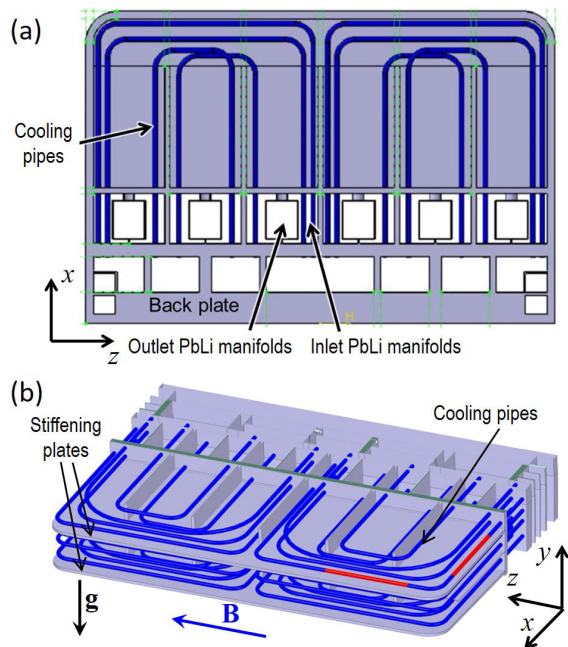 (a)
Cooling
pipes
x
z
Back plate
H
Outlet PbLi manifolds
Inlet PbLi manifolds
(b)
Cooling pipes
Stiffening
plates
g
B
y
z
x